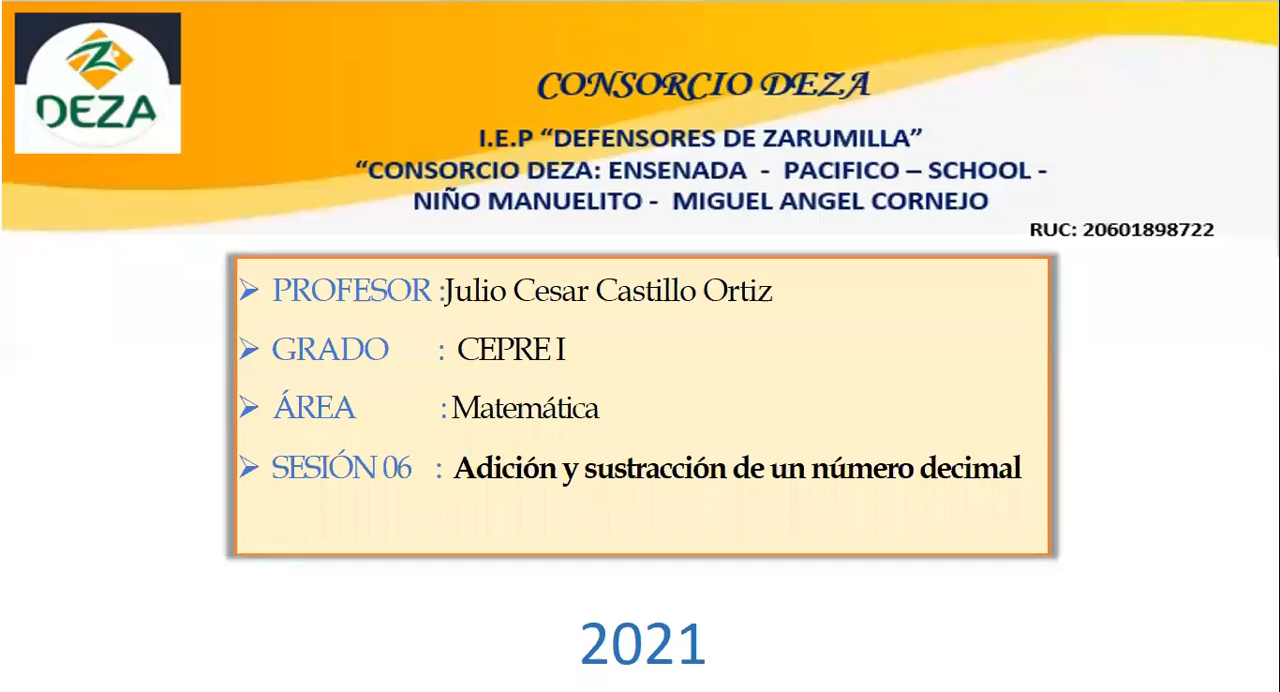 DEZA
CONSORCIO DEZA
I.E.P “DEFENSORES DE ZARUMILLA”
“CONSORCIO DEZA: ENSENADA - PACIFICO – SCHOOL -
NIÑO MANUELITO - MIGUEL ANGEL CORNEJO
RUC: 20601898722
➢ PROFESOR :Julio Cesar Castillo Ortiz
➢ GRADO : CEPRE I
➢ ÁREA : Matemática
➢ SESIÓN 06 : Adición y sustracción de un número decimal
2021